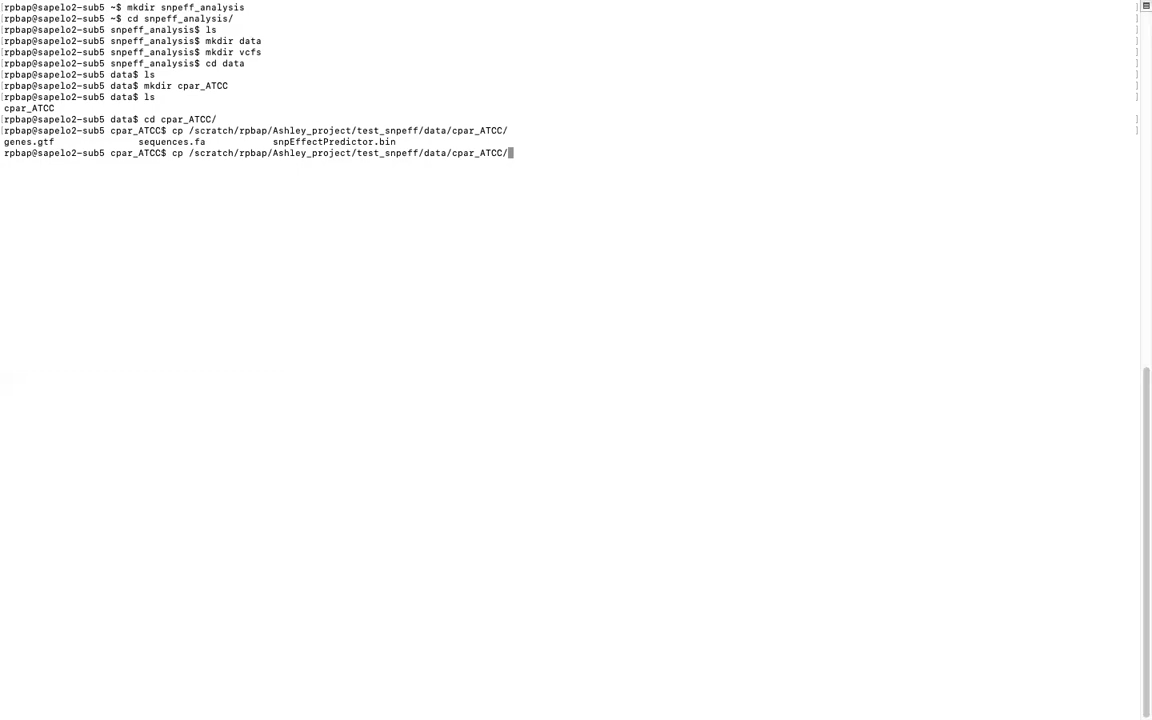 [rpbap@sapelo2-sub5 ~$ mkdir snpeff_analysis ]
[rpbap@sapelo2-sub5 ~$ cd snpeff_analysis/ ]
[rpbap@sapelo2-sub5 snpeff_analysis$ ls ]
[rpbap@sapelo2-sub5 snpeff_analysis$ mkdir data ]
[rpbap@sapelo2-sub5 snpeff_analysis$ mkdir vcfs ]
[rpbap@sapelo2-sub5 snpeff_analysis$ cd data ]
[rpbap@sapelo2-sub5 data$ ls ]
[rpbap@sapelo2-sub5 data$ mkdir cpar_ATCC ]
[rpbap@sapelo2-sub5 data$ ls ]
cpar_ATCC
[rpbap@sapelo2-sub5 data$ cd cpar_ATCC/ ]
[rpbap@sapelo2-sub5 cpar_ATCC$ cp /scratch/rpbap/Ashley_project/test_snpeff/data/cpar_ATCC/ ]
genes.gtf sequences.fa snpEffectPredictor.bin
rpbap@sapelo2-sub5 cpar_ATCC$ cp /scratch/rpbap/Ashley_project/test_snpeff/data/cpar_ATCC/